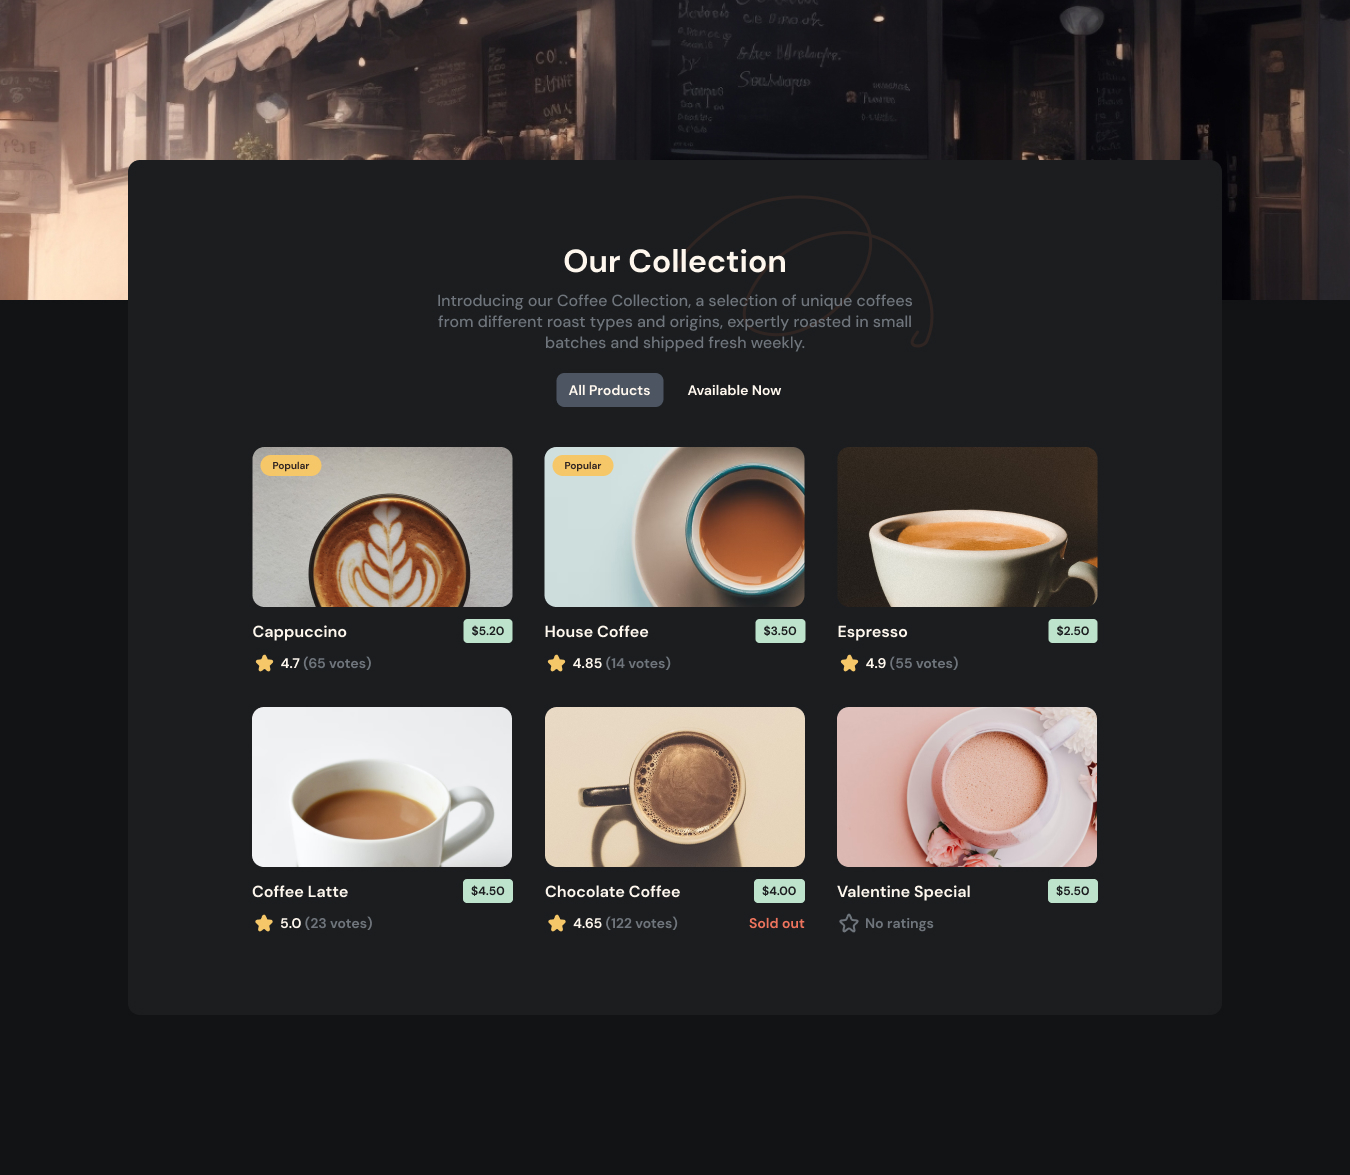 Our Collection
Introducing our Coffee Collection, a selection of unique coffees
from different roast types and origins, expertly roasted in small
batches and shipped fresh weekly.
All Products Available Now
Popular
Popular
Cappuccino $5.20
4.7 (65 votes)
House Coffee $3.50
4.85 (14 votes)
Espresso $2.50
4.9 (55 votes)
Coffee Latte $4.50
5.0 (23 votes)
Chocolate Coffee $4.00
4.65 (122 votes) Sold out
Valentine Special $5.50
No ratings